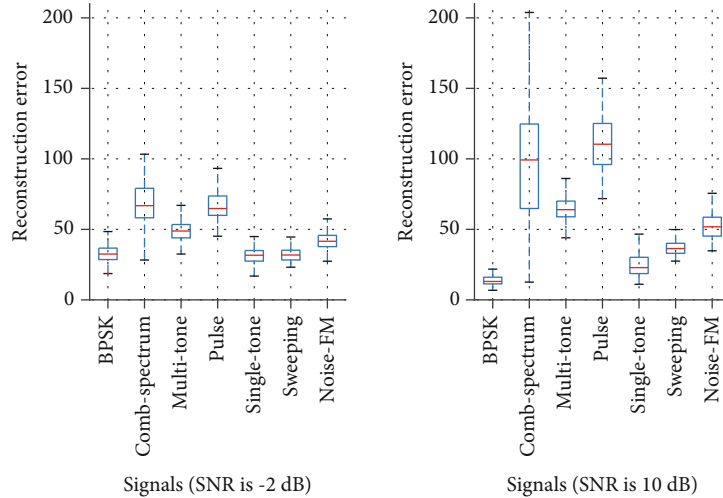 Reconstruction error
200
150
100
50
0
BPSK
Comb-spectrum
Multi-tone
Pulse
Single-tone
Sweeping
Noise-FM
Signals (SNR is -2 dB)
Reconstruction error
200
150
100
50
0
BPSK
Comb-spectrum
Multi-tone
Pulse
Single-tone
Sweeping
Noise-FM
Signals (SNR is 10 dB)